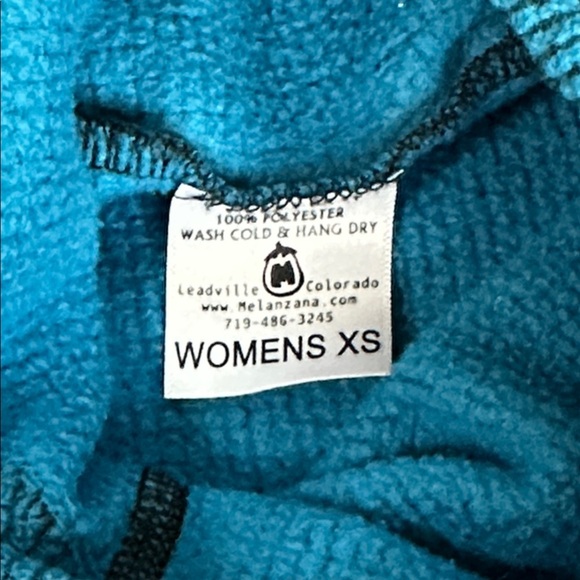 100% POLYESTER
WASH COLD & HANG DRY
M
Leadville Colorado
www.Melanzana.com
719-486-3245
WOMENS XS